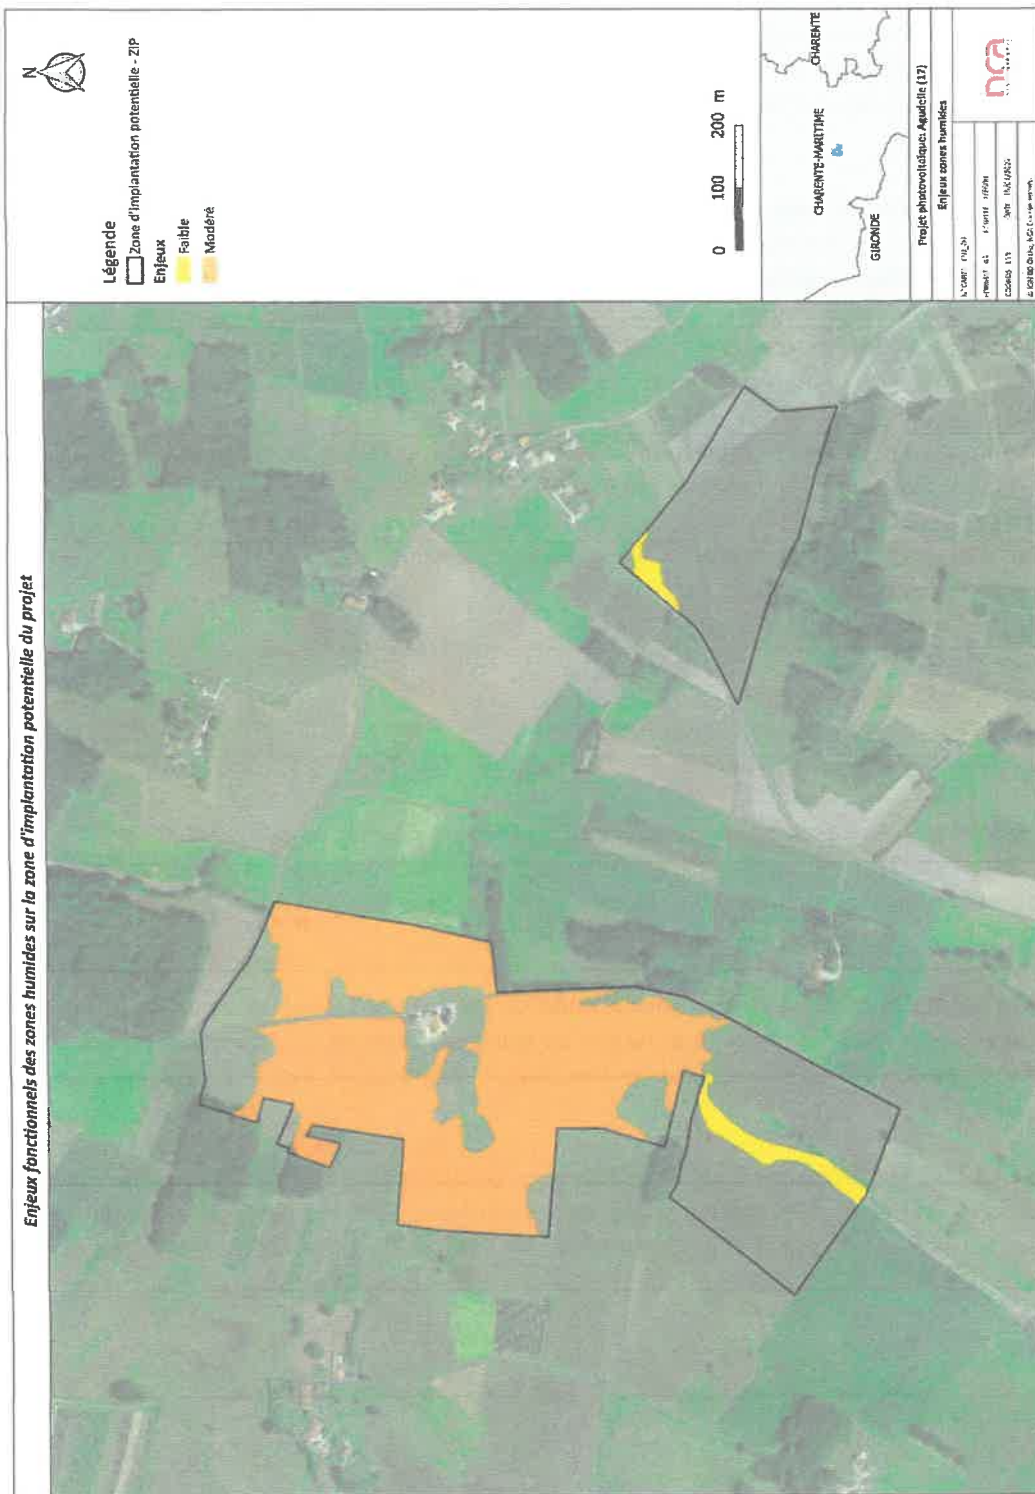 Enjeux fonctionnels des zones humides sur la zone d'implantation potentielle du projet
N
Légende
Zone d'implantation potentielle - ZIP
Enjeux
Faible
Modéré
0 100 200 m
CHARENTE-MARITIME
CHARENTE
GIRONDE
Projet photovoltaïque: Agudelle (17)
Enjeux zones humides
nca